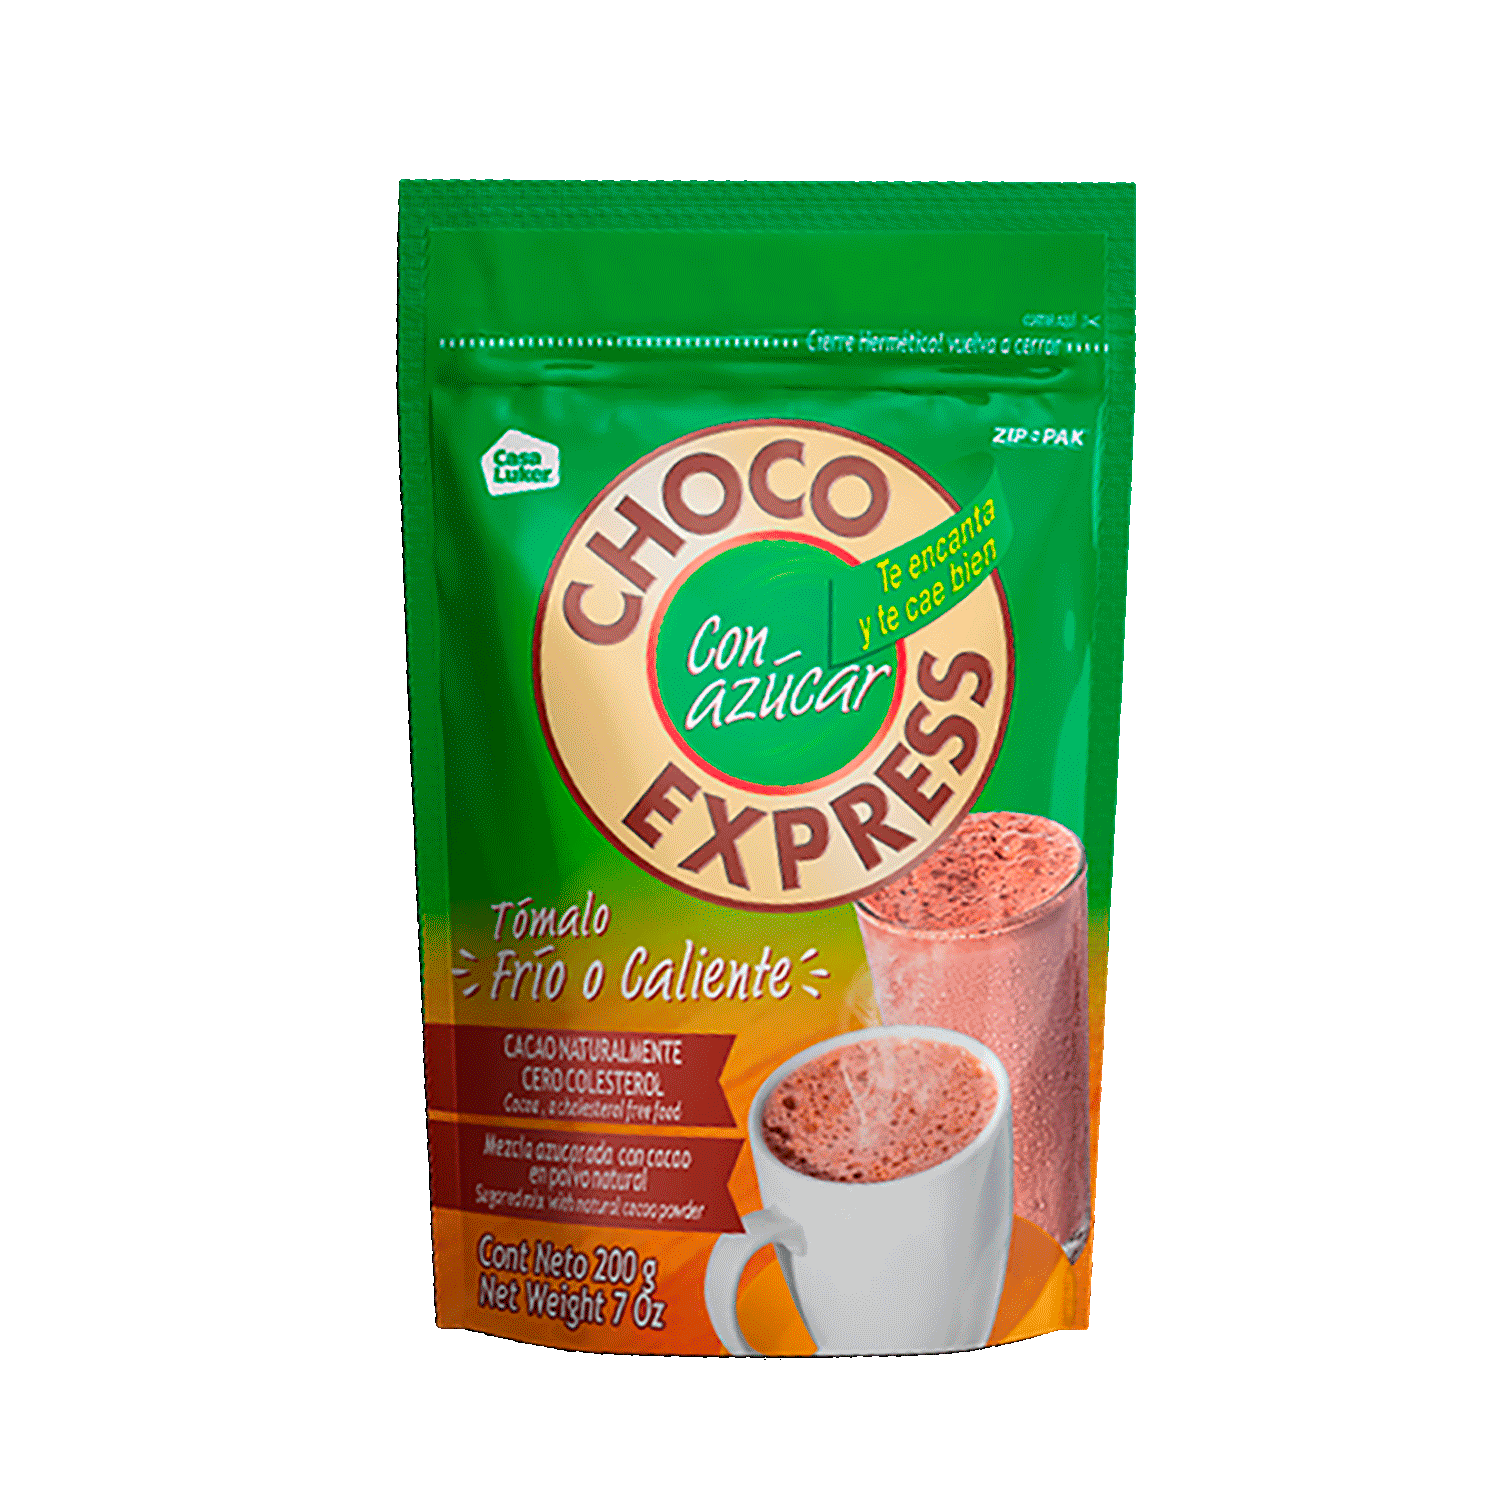 CORTE AQUÍ
Cierre Hermético! vuelva a cerrar
Casa
Luker
ZIP PAK
CHOCO
EXPRESS
Te encanta
y te cae bien
Con
azúcar
Tómalo
Frío o Caliente
CACAO NATURALMENTE
CERO COLESTEROL
Cocoa, a cholesterol free food
Mezcla azucarada con cacao
en polvo natural
Sugared mix with natural cacao powder
Cont Neto 200 g
Net Weight 7 Oz